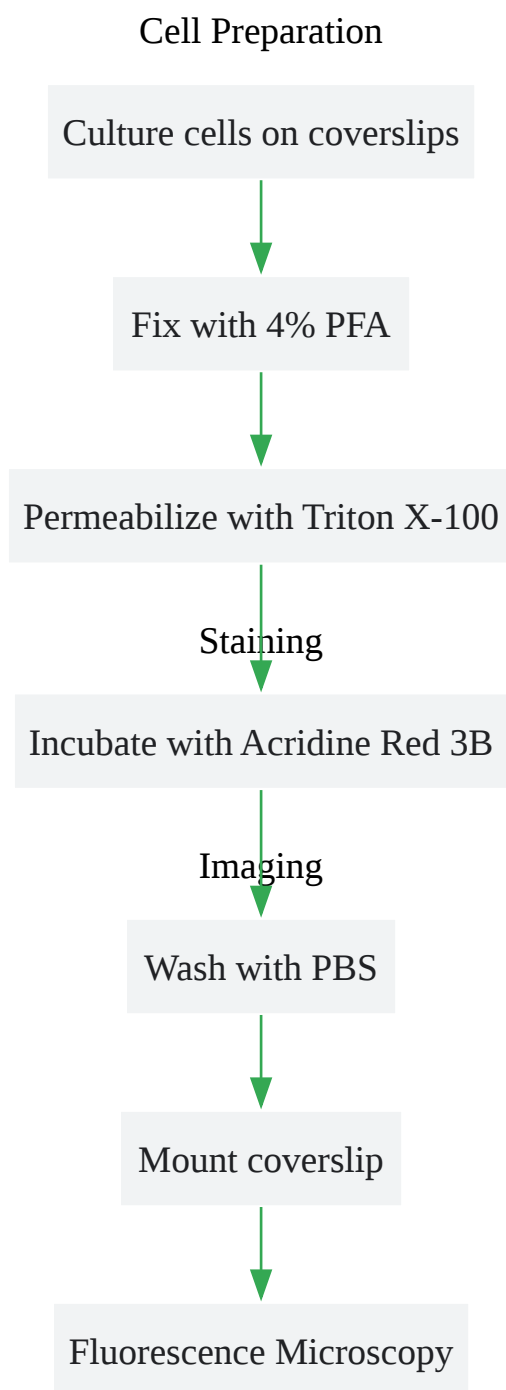 Cell Preparation
Culture cells on coverslips
Fix with 4% PFA
Permeabilize with Triton X-100
Staining
Incubate with Acridine Red 3B
Imaging
Wash with PBS
Mount coverslip
Fluorescence Microscopy